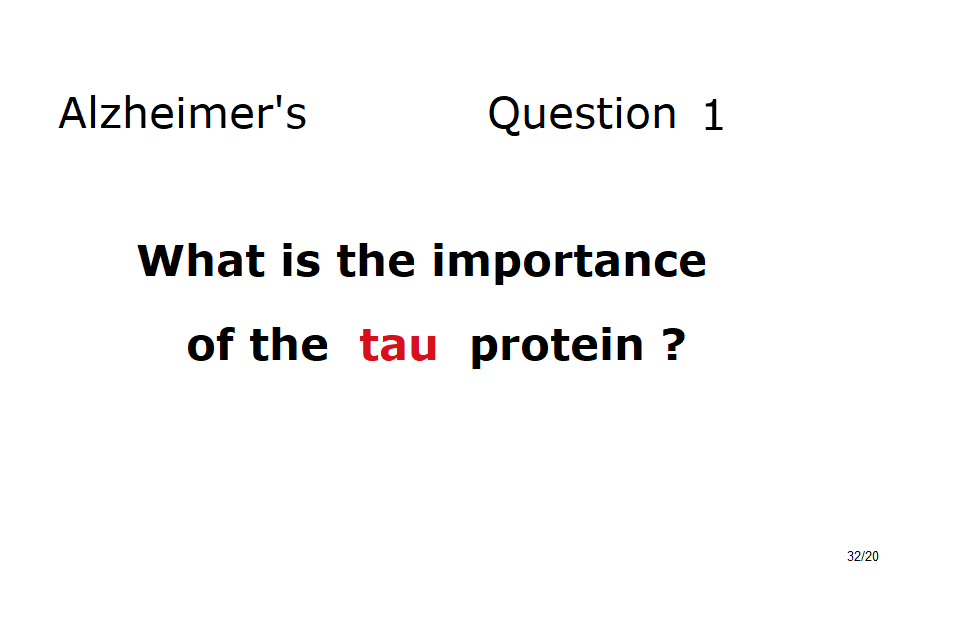 Alzheimer's Question 1
What is the importance
of the tau protein ?
32/20